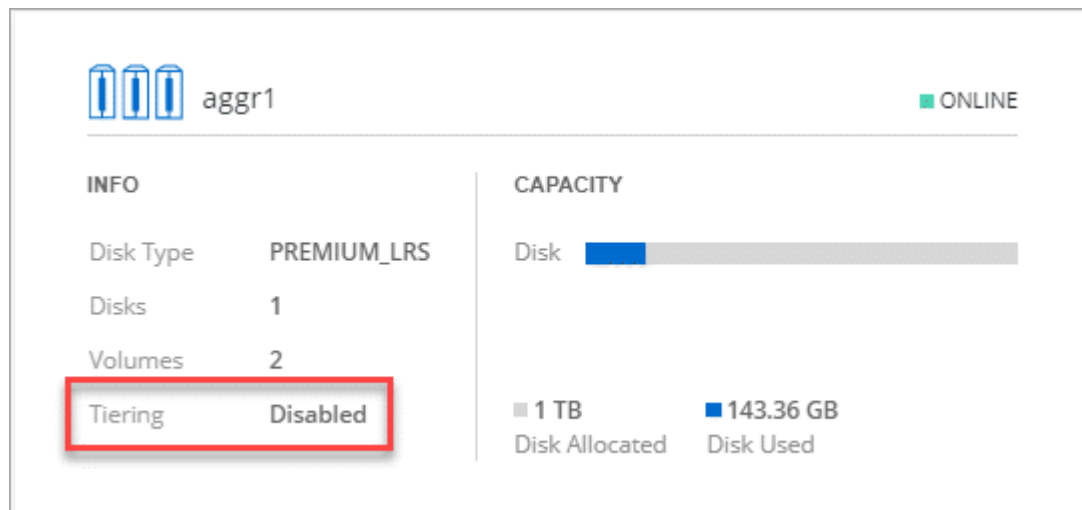 aggr1
ONLINE
INFO
Disk Type PREMIUM_LRS
Disks 1
Volumes 2
Tiering Disabled
CAPACITY
Disk
1 TB
Disk Allocated
143.36 GB
Disk Used